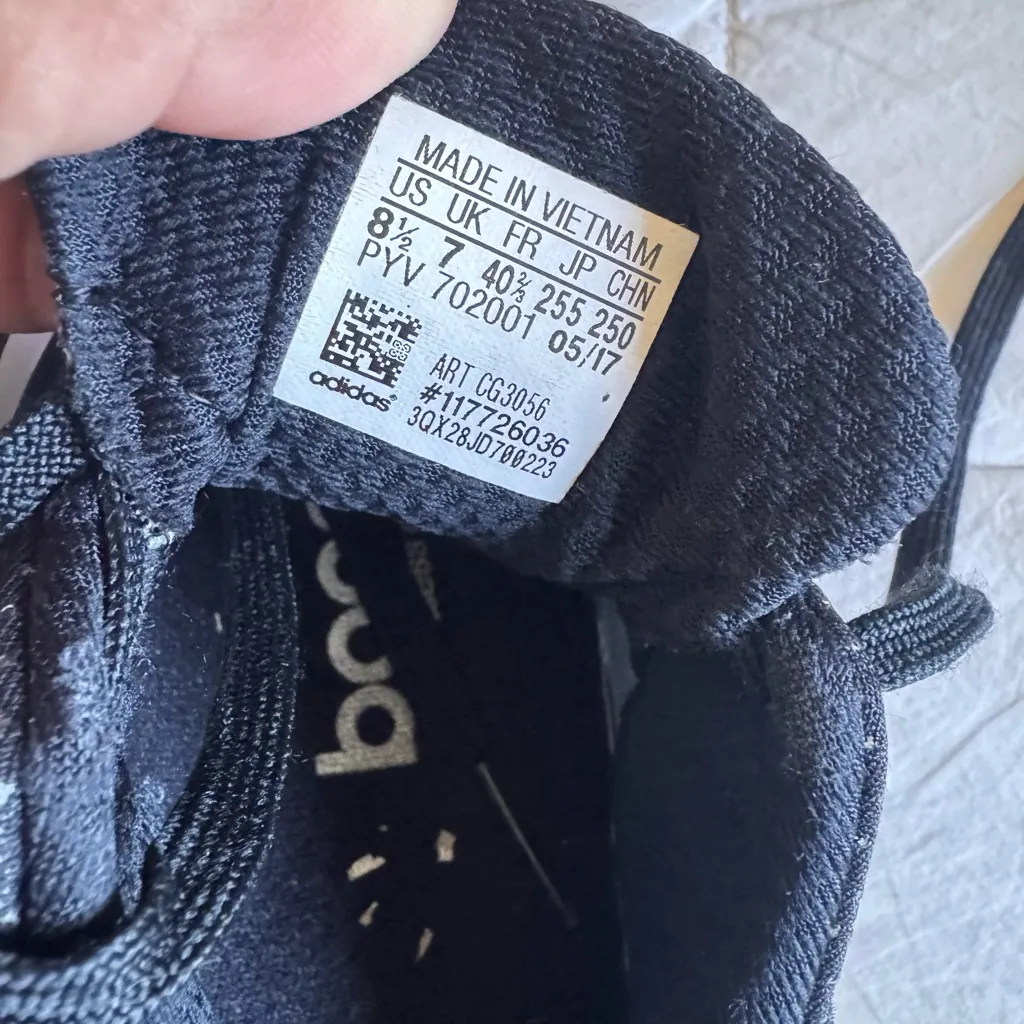 MADE IN VIETNAM
US UK FR JP CHN
8½ 7 40⅔ 255 250
PYV 702001 05/17
ART CG3056
#117726036
3QX28JD700223
adidas